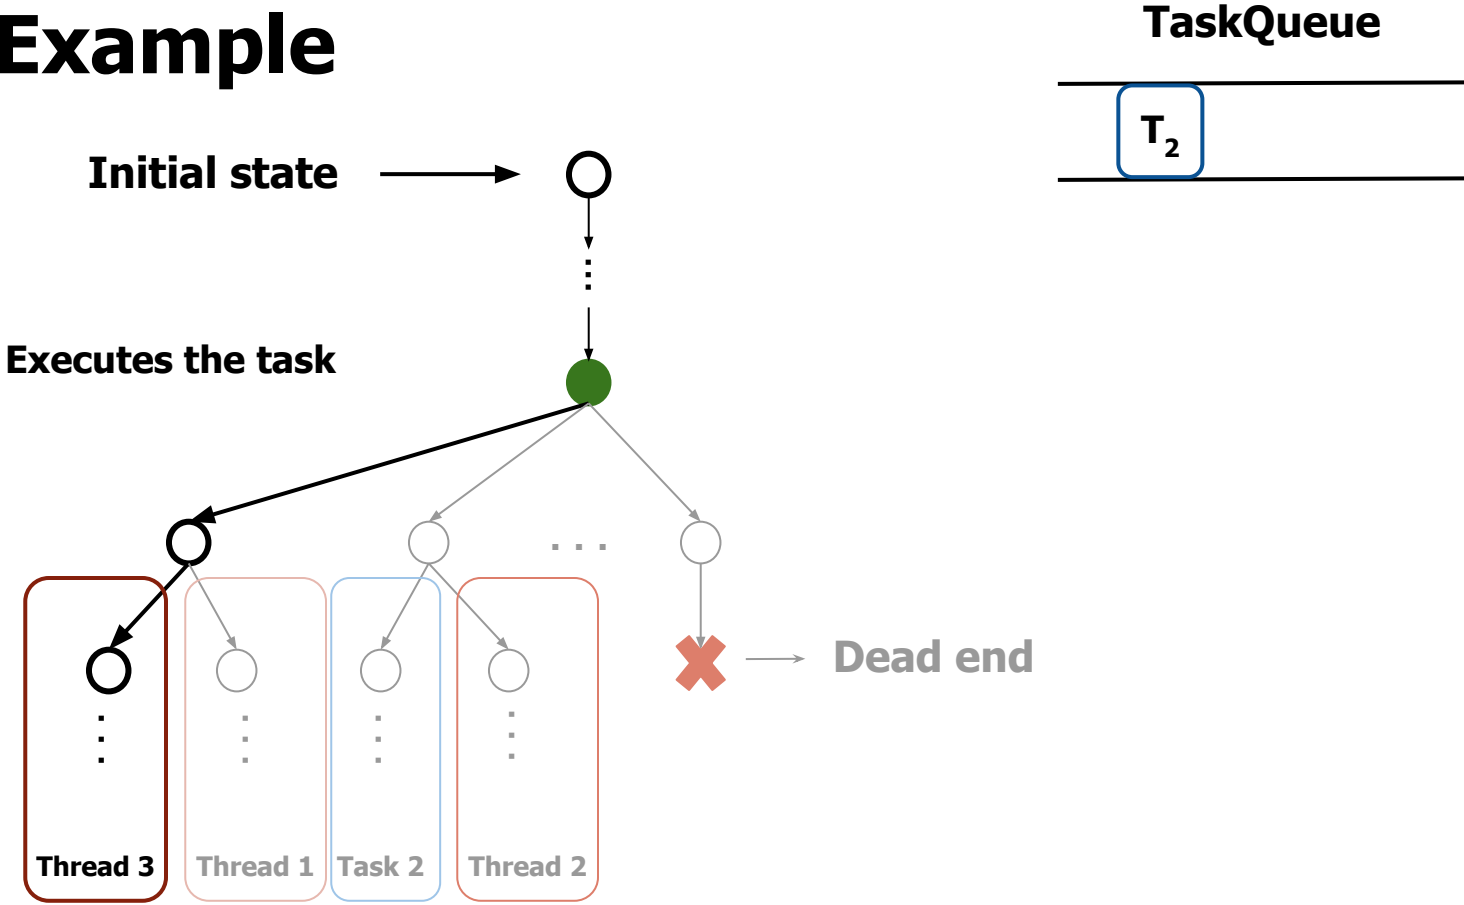 Example
TaskQueue
T2
Initial state
Executes the task
. . .
Dead end
Thread 3
Thread 1
Task 2
Thread 2